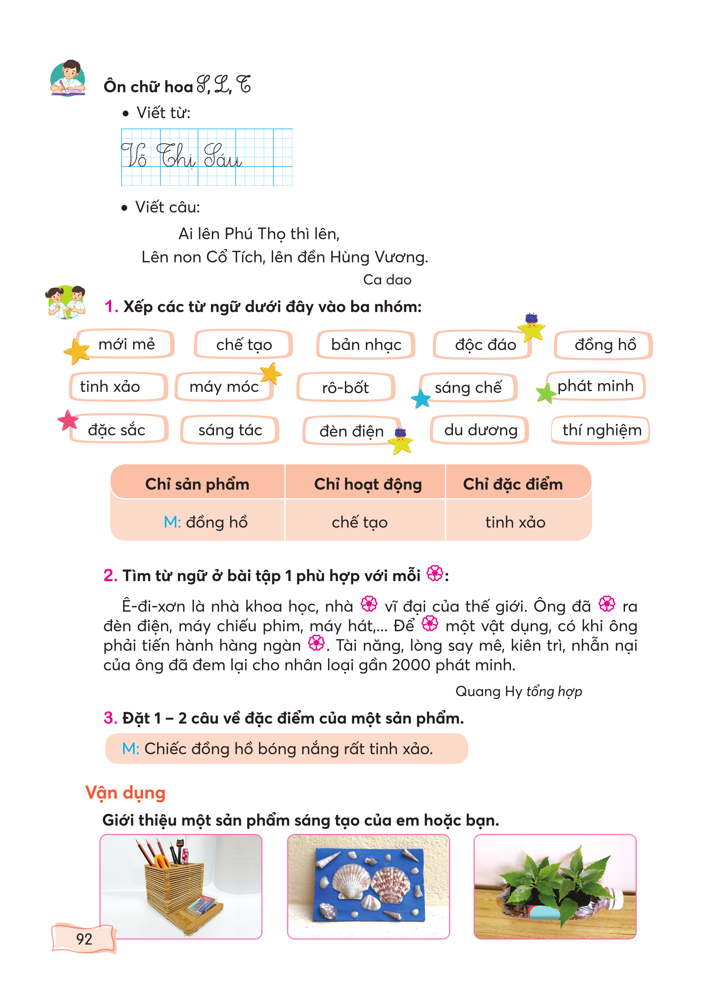 Ôn chữ hoa S, L, T
• Viết từ:
Võ Thị Sáu
• Viết câu:
Ai lên Phú Thọ thì lên,
Lên non Cổ Tích, lên đền Hùng Vương.
Ca dao
1. Xếp các từ ngữ dưới đây vào ba nhóm:
mới mẻ chế tạo bản nhạc độc đáo đồng hồ
tinh xảo máy móc rô-bốt sáng chế phát minh
đặc sắc sáng tác đèn điện du dương thí nghiệm
Chỉ sản phẩm Chỉ hoạt động Chỉ đặc điểm
M: đồng hồ chế tạo tinh xảo
2. Tìm từ ngữ ở bài tập 1 phù hợp với mỗi :
Ê-đi-xơn là nhà khoa học, nhà vĩ đại của thế giới. Ông đã ra
đèn điện, máy chiếu phim, máy hát,... Để một vật dụng, có khi ông
phải tiến hành hàng ngàn . Tài năng, lòng say mê, kiên trì, nhẫn nại
của ông đã đem lại cho nhân loại gần 2000 phát minh.
Quang Hy tổng hợp
3. Đặt 1 – 2 câu về đặc điểm của một sản phẩm.
M: Chiếc đồng hồ bóng nắng rất tinh xảo.
Vận dụng
Giới thiệu một sản phẩm sáng tạo của em hoặc bạn.
92